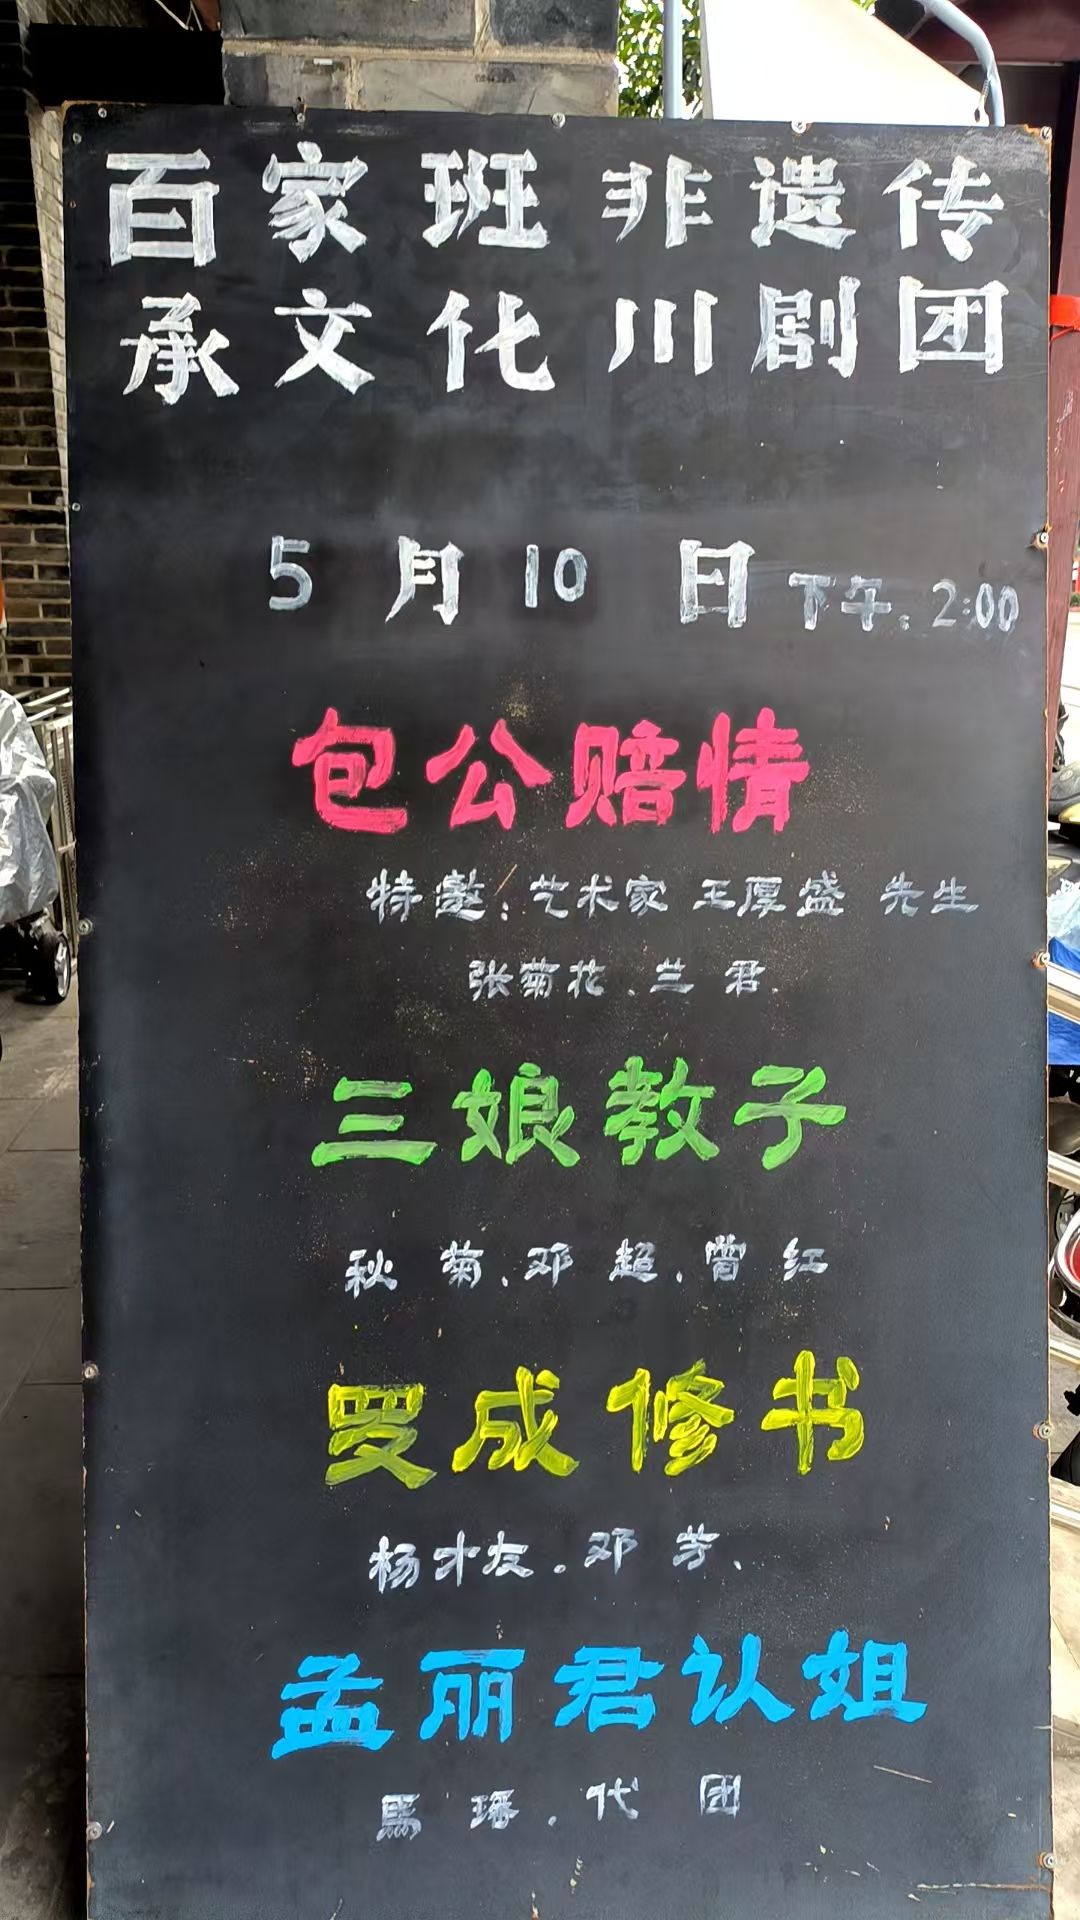 百家班非遗传
承文化川剧团
5月10日下午.2:00
包公赔情
特邀:艺术家 王厚盛 先生
张菊花.兰君.
三娘教子
秋菊.邓超.曾红
罗成修书
杨才友.邓芳.
孟丽君认姐
馬璠.代团